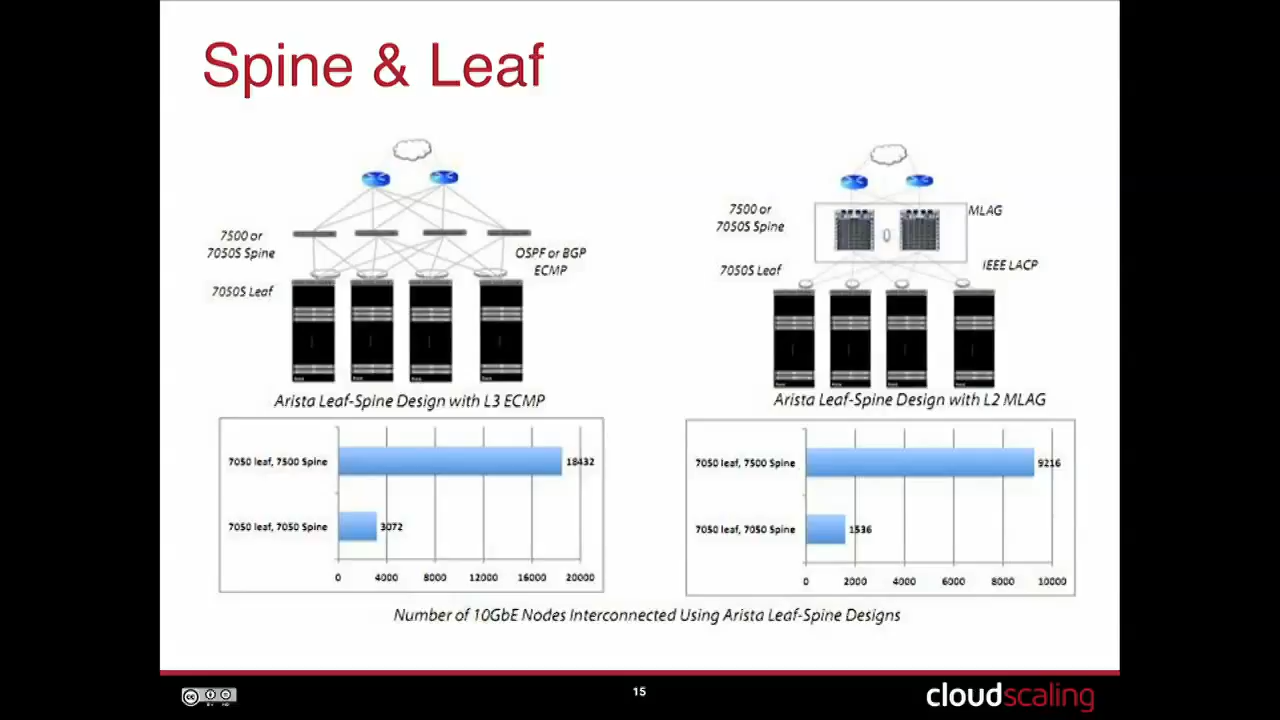 Spine & Leaf
7500 or
7050S Spine
OSPF or BGP
ECMP
7050S Leaf
Arista Leaf-Spine Design with L3 ECMP
7500 or
7050S Spine
MLAG
7050S Leaf
IEEE LACP
Arista Leaf-Spine Design with L2 MLAG
7050 leaf, 7500 Spine
18432
7050 leaf, 7050 Spine
3072
0 4000 8000 12000 16000 20000
7050 leaf, 7500 Spine
9216
7050 leaf, 7050 Spine
1536
0 2000 4000 6000 8000 10000
Number of 10GbE Nodes Interconnected Using Arista Leaf-Spine Designs
cc
15
cloudscaling